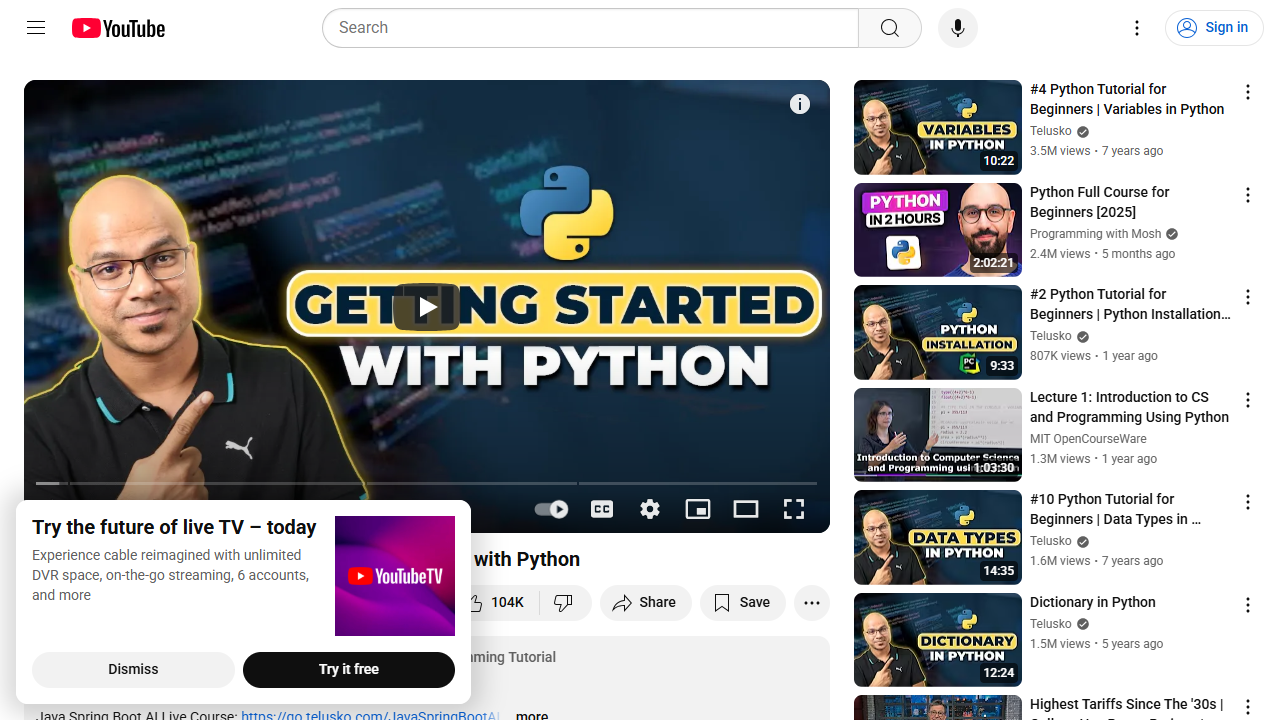 YouTube
Search
Sign in
GETTING STARTED
WITH PYTHON
with Python
104K
Share
Save
Try the future of live TV – today
Experience cable reimagined with unlimited
DVR space, on-the-go streaming, 6 accounts,
and more
YouTubeTV
Dismiss
Try it free
Tutorial
Java Spring Boot AI Live Course: https://go.telusko.com/JavaSpringBootAI
...more
VARIABLES
IN PYTHON
10:22
#4 Python Tutorial for
Beginners | Variables in Python
Telusko
3.5M views • 7 years ago
PYTHON
IN 2 HOURS
2:02:21
Python Full Course for
Beginners [2025]
Programming with Mosh
2.4M views • 5 months ago
PYTHON
INSTALLATION
PC
9:33
#2 Python Tutorial for
Beginners | Python Installation...
Telusko
807K views • 1 year ago
Introduction to Computer Science
and Programming usi
1:03:30
Lecture 1: Introduction to CS
and Programming Using Python
MIT OpenCourseWare
1.3M views • 1 year ago
DATA TYPES
IN PYTHON
14:35
#10 Python Tutorial for
Beginners | Data Types in ...
Telusko
1.6M views • 7 years ago
DICTIONARY
IN PYTHON
12:24
Dictionary in Python
Telusko
1.5M views • 5 years ago
Highest Tariffs Since The '30s |